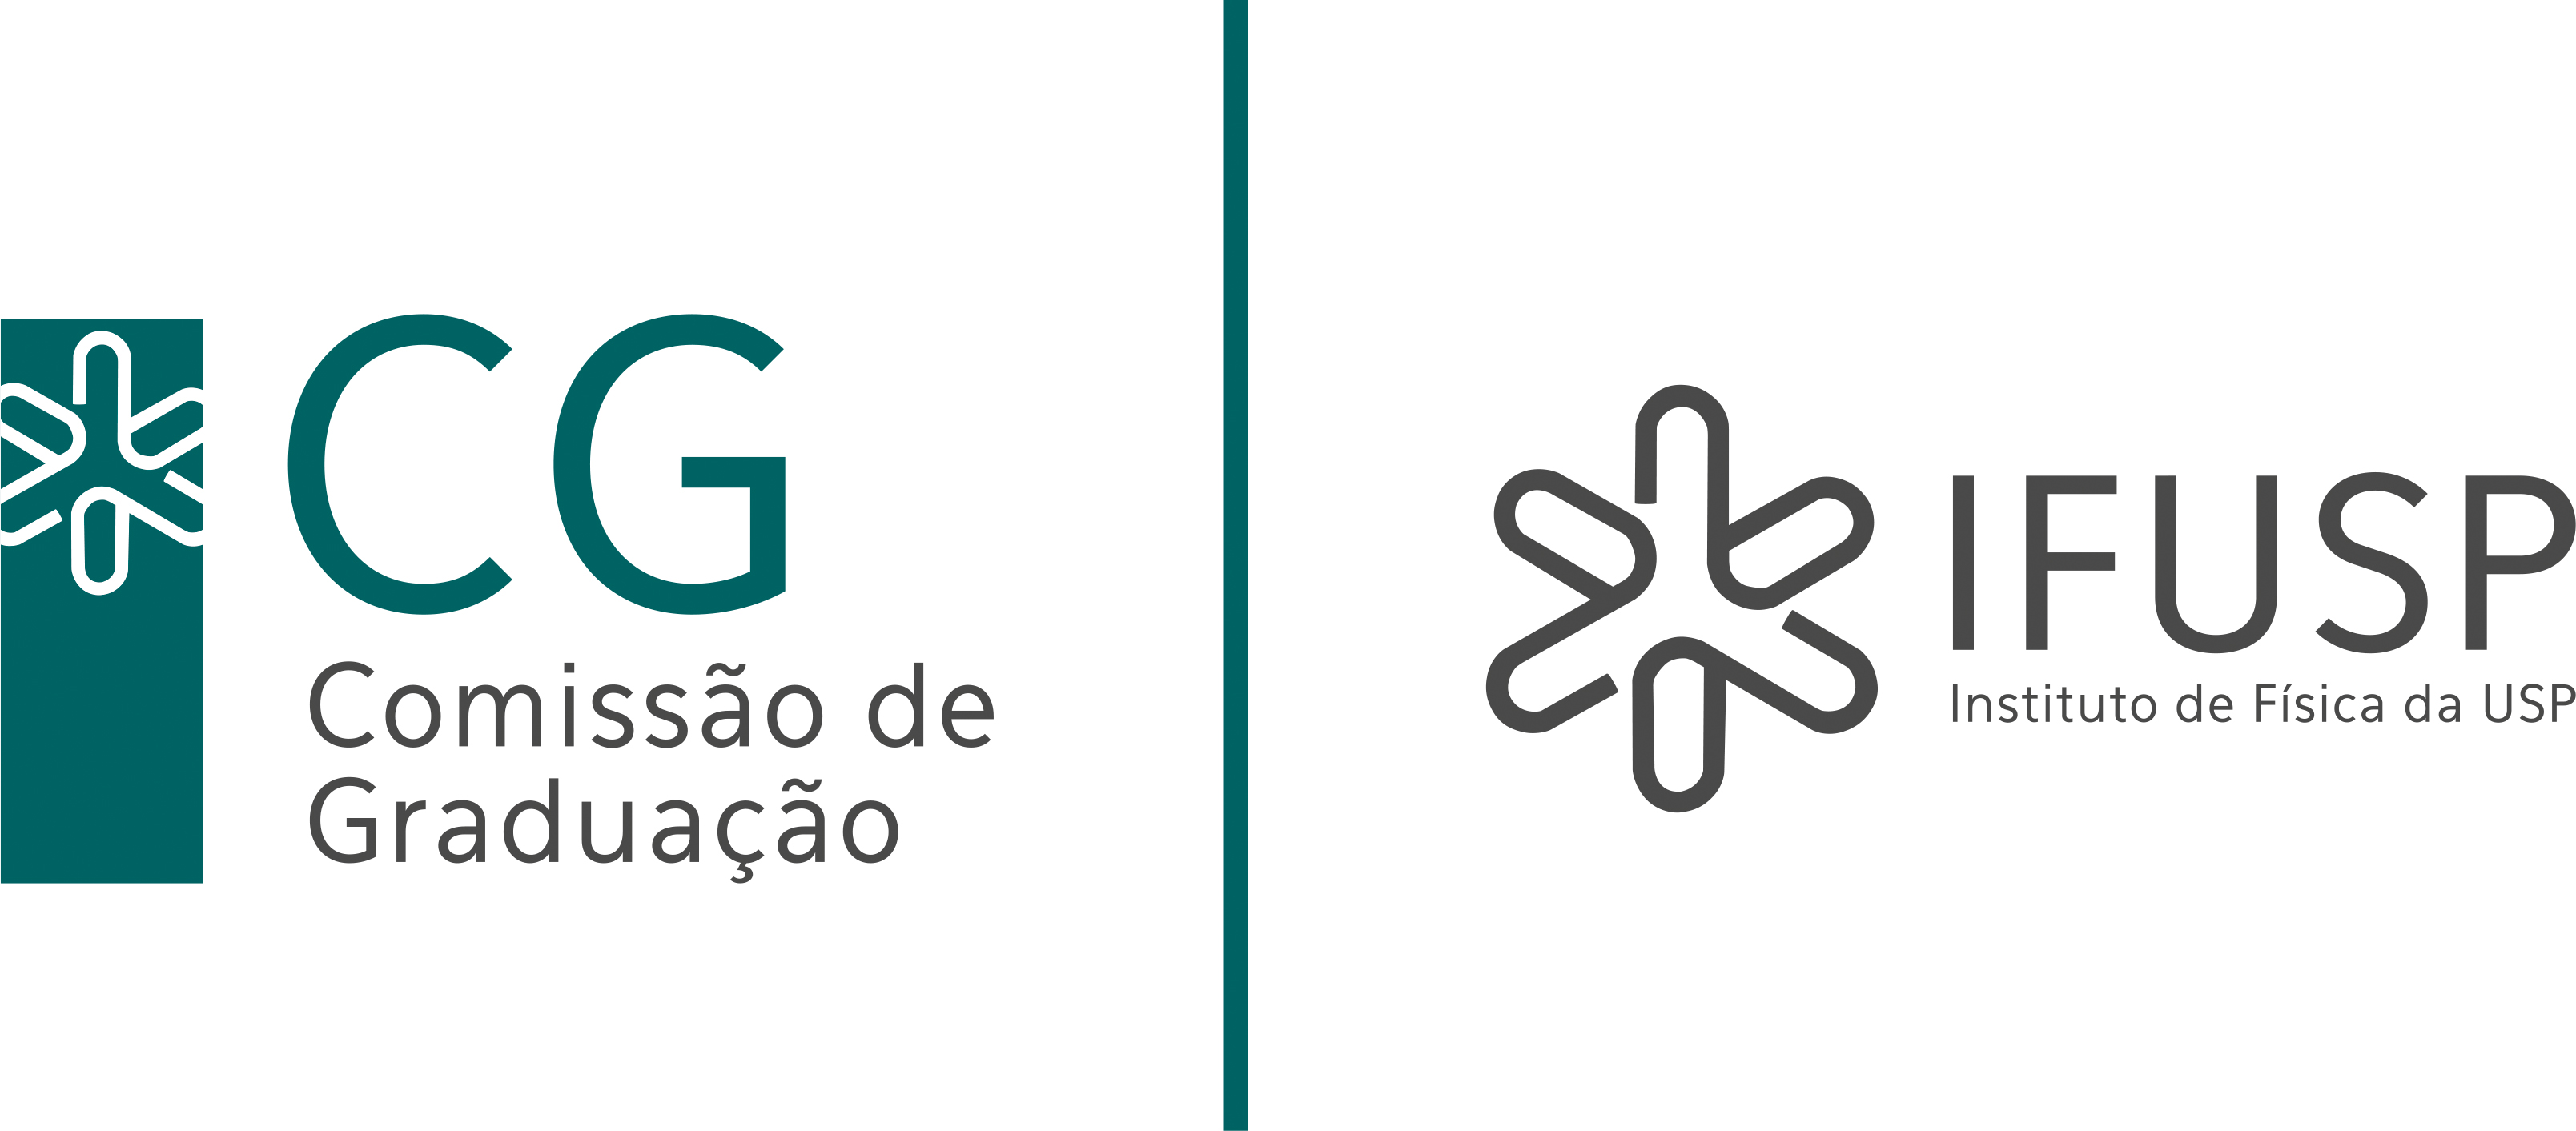 CG
Comissão de
Graduação
IFUSP
Instituto de Física da USP